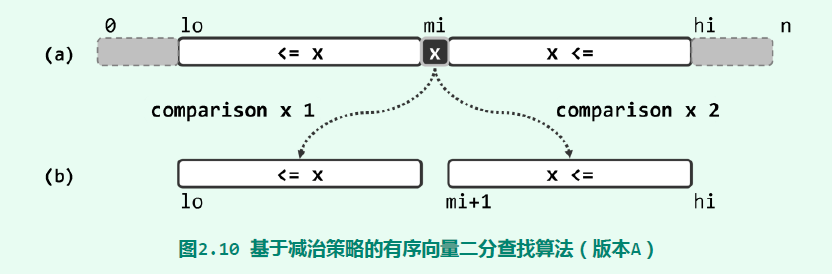 0 lo mi hi n
(a) <= x x x <=
comparison x 1 comparison x 2
(b) <= x x <=
lo mi+1 hi
图2.10 基于减治策略的有序向量二分查找算法（版本A）